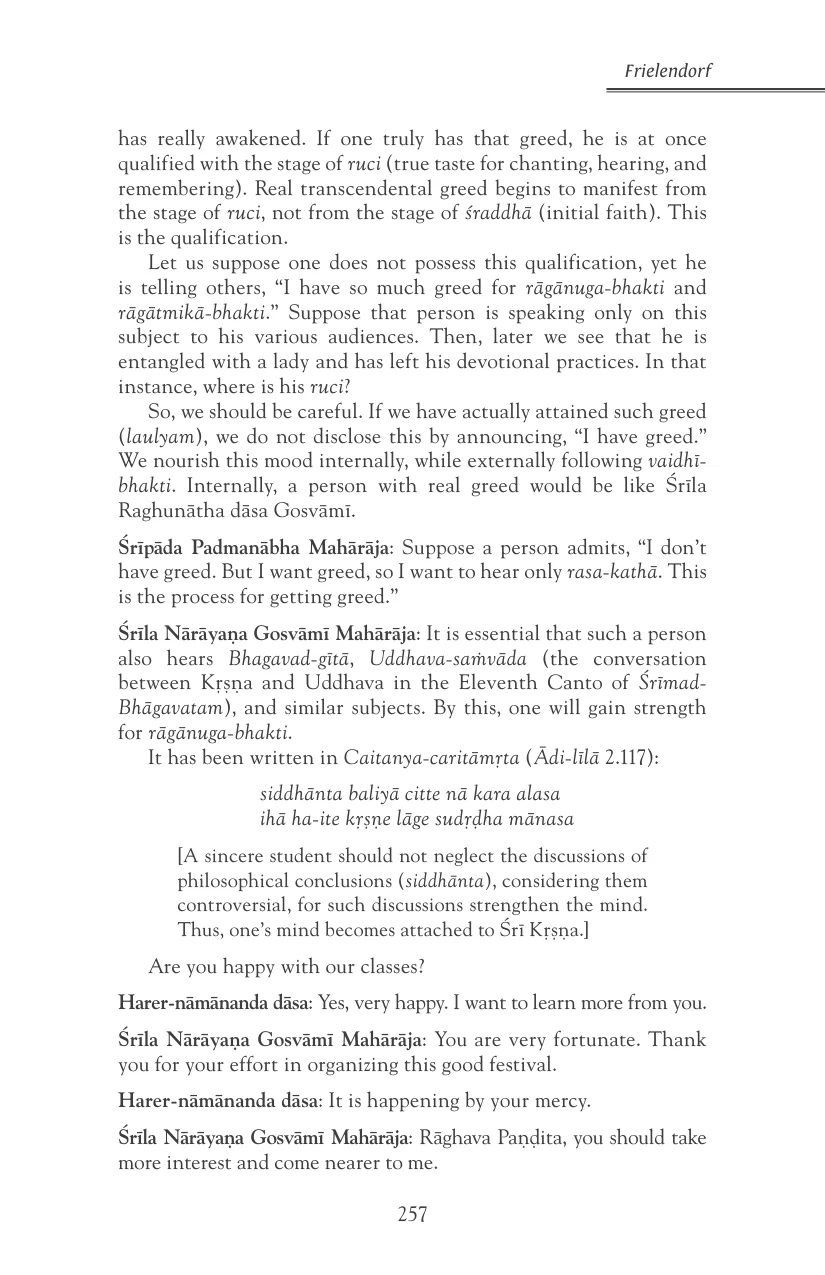 Frielendorf
has really awakened. If one truly has that greed, he is at once
qualified with the stage of ruci (true taste for chanting, hearing, and
remembering). Real transcendental greed begins to manifest from
the stage of ruci, not from the stage of śraddhā (initial faith). This
is the qualification.
Let us suppose one does not possess this qualification, yet he
is telling others, “I have so much greed for rāgānuga-bhakti and
rāgātmikā-bhakti.” Suppose that person is speaking only on this
subject to his various audiences. Then, later we see that he is
entangled with a lady and has left his devotional practices. In that
instance, where is his ruci?
So, we should be careful. If we have actually attained such greed
(laulyam), we do not disclose this by announcing, “I have greed.”
We nourish this mood internally, while externally following vaidhī-
bhakti. Internally, a person with real greed would be like Śrīla
Raghunātha dāsa Gosvāmī.
Śrīpāda Padmanābha Mahārāja: Suppose a person admits, “I don’t
have greed. But I want greed, so I want to hear only rasa-kathā. This
is the process for getting greed.”
Śrīla Nārāyaṇa Gosvāmī Mahārāja: It is essential that such a person
also hears Bhagavad-gītā, Uddhava-saṁvāda (the conversation
between Kṛṣṇa and Uddhava in the Eleventh Canto of Śrīmad-
Bhāgavatam), and similar subjects. By this, one will gain strength
for rāgānuga-bhakti.
It has been written in Caitanya-caritāmṛta (Ādi-līlā 2.117):
siddhānta baliyā citte nā kara alasa
ihā ha-ite kṛṣṇe lāge sudṛḍha mānasa
[A sincere student should not neglect the discussions of
philosophical conclusions (siddhānta), considering them
controversial, for such discussions strengthen the mind.
Thus, one’s mind becomes attached to Śrī Kṛṣṇa.]
Are you happy with our classes?
Harer-nāmānanda dāsa: Yes, very happy. I want to learn more from you.
Śrīla Nārāyaṇa Gosvāmī Mahārāja: You are very fortunate. Thank
you for your effort in organizing this good festival.
Harer-nāmānanda dāsa: It is happening by your mercy.
Śrīla Nārāyaṇa Gosvāmī Mahārāja: Rāghava Paṇḍita, you should take
more interest and come nearer to me.
257